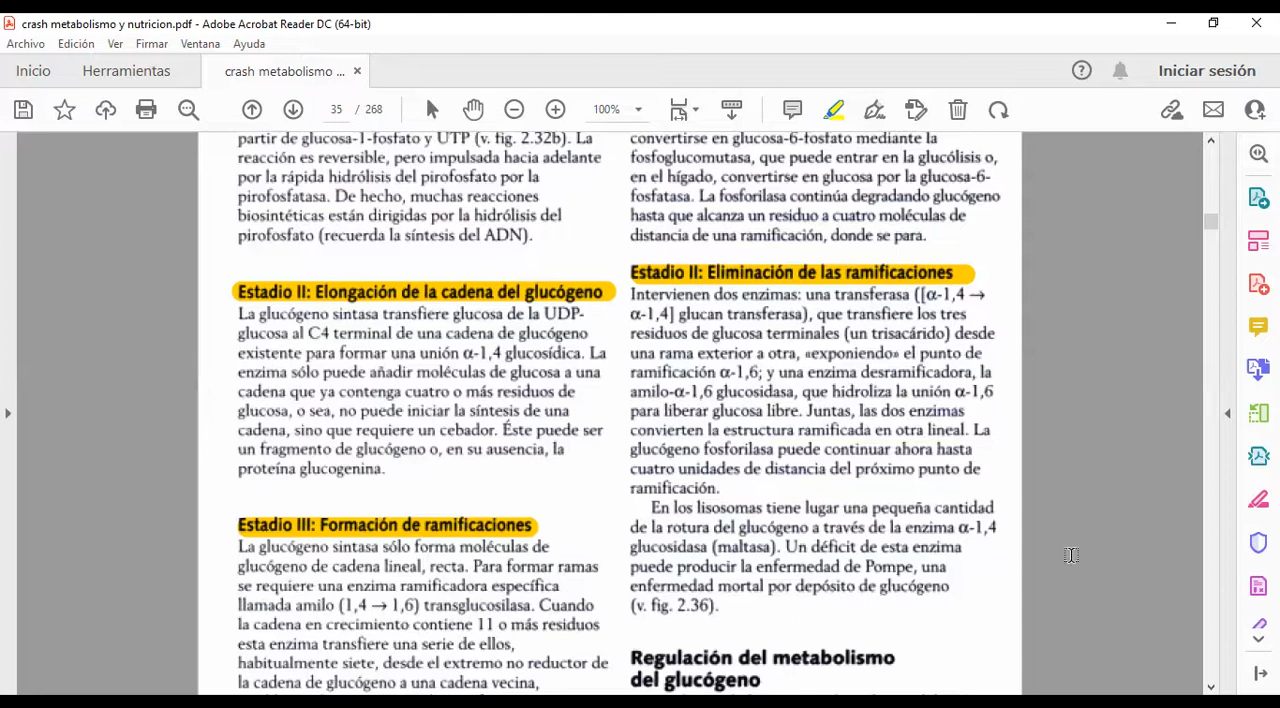 crash metabolismo y nutricion.pdf - Adobe Acrobat Reader DC (64-bit)
Archivo Edición Ver Firmar Ventana Ayuda
Inicio Herramientas crash metabolismo ... × Iniciar sesión
35 / 268 100%
partir de glucosa-1-fosfato y UTP (v. fig. 2.32b). La
reacción es reversible, pero impulsada hacia adelante
por la rápida hidrólisis del pirofosfato por la
pirofosfatasa. De hecho, muchas reacciones
biosintéticas están dirigidas por la hidrólisis del
pirofosfato (recuerda la síntesis del ADN).
Estadio II: Elongación de la cadena del glucógeno
La glucógeno sintasa transfiere glucosa de la UDP-
glucosa al C4 terminal de una cadena de glucógeno
existente para formar una unión α-1,4 glucosídica. La
enzima sólo puede añadir moléculas de glucosa a una
cadena que ya contenga cuatro o más residuos de
glucosa, o sea, no puede iniciar la síntesis de una
cadena, sino que requiere un cebador. Éste puede ser
un fragmento de glucógeno o, en su ausencia, la
proteína glucogenina.
Estadio III: Formación de ramificaciones
La glucógeno sintasa sólo forma moléculas de
glucógeno de cadena lineal, recta. Para formar ramas
se requiere una enzima ramificadora específica
llamada amilo (1,4 → 1,6) transglucosilasa. Cuando
la cadena en crecimiento contiene 11 o más residuos
esta enzima transfiere una serie de ellos,
habitualmente siete, desde el extremo no reductor de
la cadena de glucógeno a una cadena vecina,
convertirse en glucosa-6-fosfato mediante la
fosfoglucomutasa, que puede entrar en la glucólisis o,
en el hígado, convertirse en glucosa por la glucosa-6-
fosfatasa. La fosforilasa continúa degradando glucógeno
hasta que alcanza un residuo a cuatro moléculas de
distancia de una ramificación, donde se para.
Estadio II: Eliminación de las ramificaciones
Intervienen dos enzimas: una transferasa ([α-1,4 →
α-1,4] glucan transferasa), que transfiere los tres
residuos de glucosa terminales (un trisacárido) desde
una rama exterior a otra, «exponiendo» el punto de
ramificación α-1,6; y una enzima desramificadora, la
amilo-α-1,6 glucosidasa, que hidroliza la unión α-1,6
para liberar glucosa libre. Juntas, las dos enzimas
convierten la estructura ramificada en otra lineal. La
glucógeno fosforilasa puede continuar ahora hasta
cuatro unidades de distancia del próximo punto de
ramificación.
En los lisosomas tiene lugar una pequeña cantidad
de la rotura del glucógeno a través de la enzima α-1,4
glucosidasa (maltasa). Un déficit de esta enzima
puede producir la enfermedad de Pompe, una
enfermedad mortal por depósito de glucógeno
(v. fig. 2.36).
Regulación del metabolismo
del glucógeno